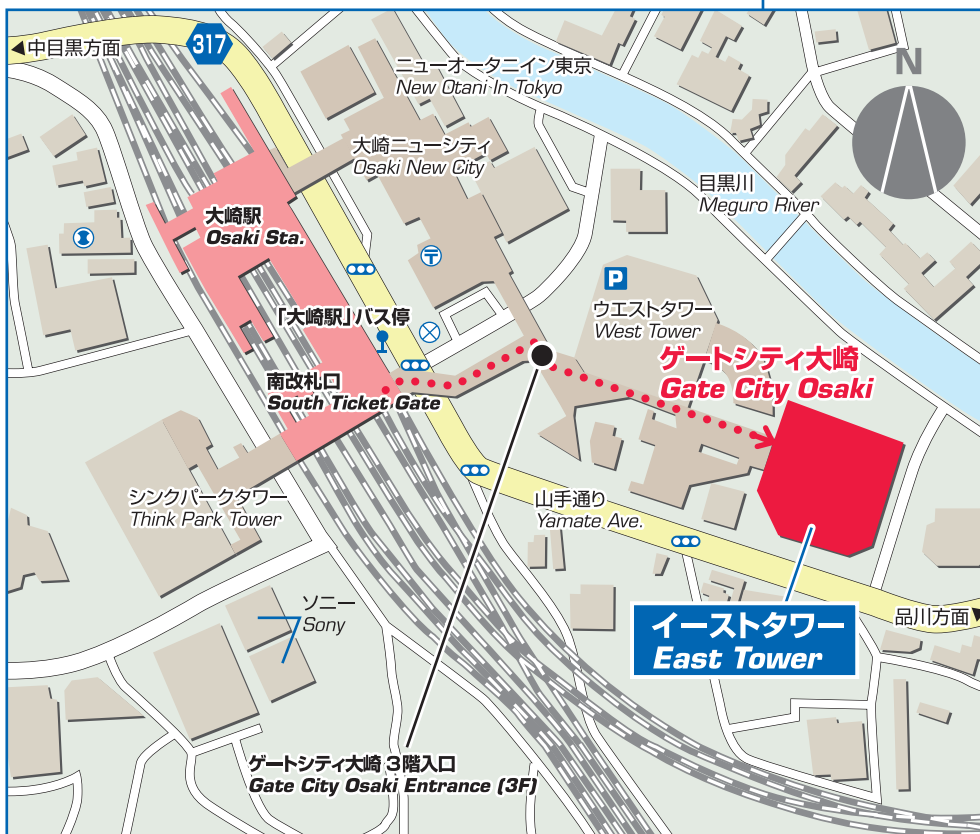 中目黒方面
317
ニューオータニイン東京
New Otani In Tokyo
N
大崎ニューシティ
Osaki New City
目黒川
Meguro River
大崎駅
Osaki Sta.
〒
P
ウエストタワー
West Tower
「大崎駅」バス停
ゲートシティ大崎
Gate City Osaki
南改札口
South Ticket Gate
シンクパークタワー
Think Park Tower
山手通り
Yamate Ave.
ソニー
Sony
品川方面
イーストタワー
East Tower
ゲートシティ大崎 3階入口
Gate City Osaki Entrance (3F)